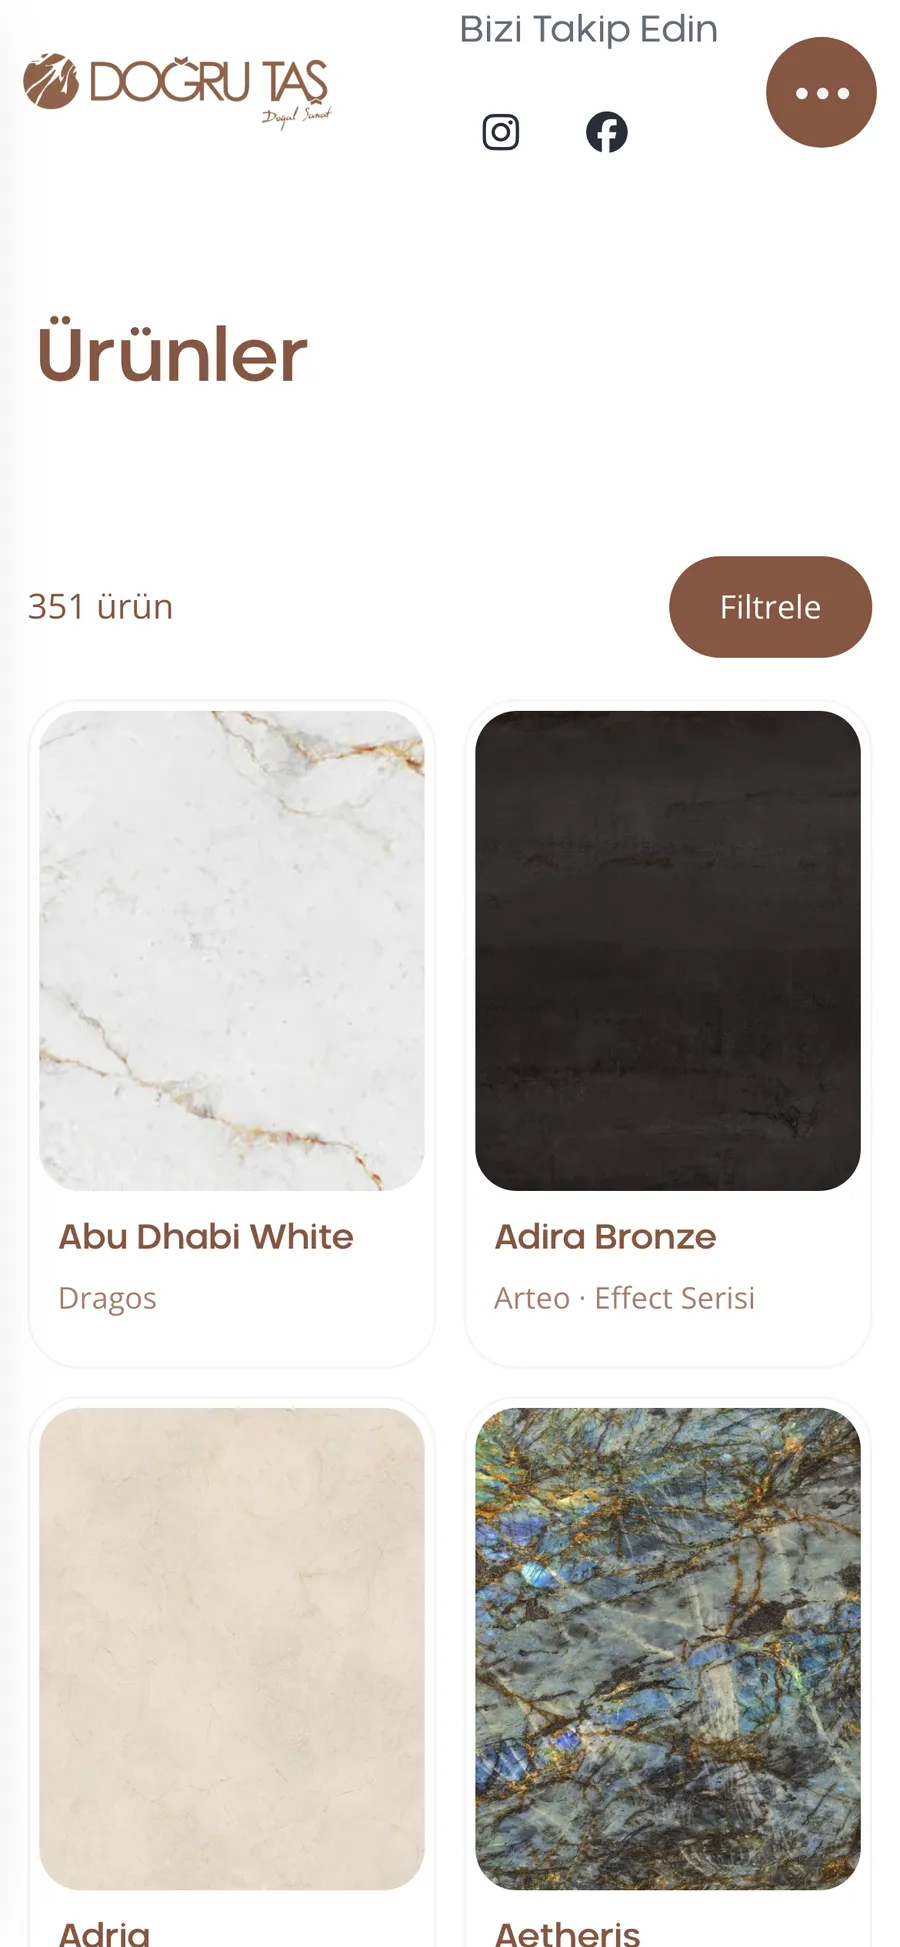 Bizi Takip Edin
DOĞRU TAŞ
Doğal Sanat
Ürünler
351 ürün
Filtrele
Abu Dhabi White
Dragos
Adira Bronze
Arteo · Effect Serisi
Adria
Aetheris